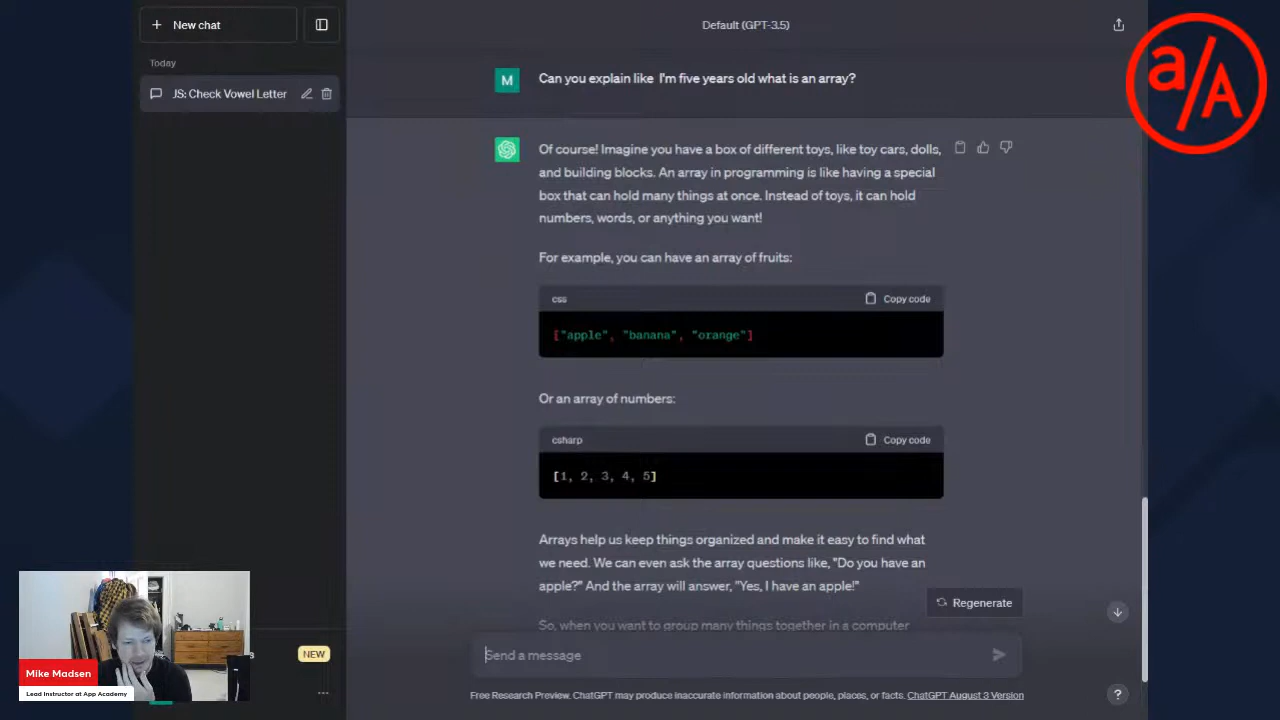 New chat
Default (GPT-3.5)
a/A
Today
JS: Check Vowel Letter
M
Can you explain like I'm five years old what is an array?
Of course! Imagine you have a box of different toys, like toy cars, dolls,
and building blocks. An array in programming is like having a special
box that can hold many things at once. Instead of toys, it can hold
numbers, words, or anything you want!
For example, you can have an array of fruits:
css Copy code
["apple", "banana", "orange"]
Or an array of numbers:
csharp Copy code
[1, 2, 3, 4, 5]
Arrays help us keep things organized and make it easy to find what
we need. We can even ask the array questions like, "Do you have an
apple?" And the array will answer, "Yes, I have an apple!"
Regenerate
So, when you want to group many things together in a computer
Send a message
NEW
Mike Madsen
Lead Instructor at App Academy
Free Research Preview. ChatGPT may produce inaccurate information about people, places, or facts. ChatGPT August 3 Version
?